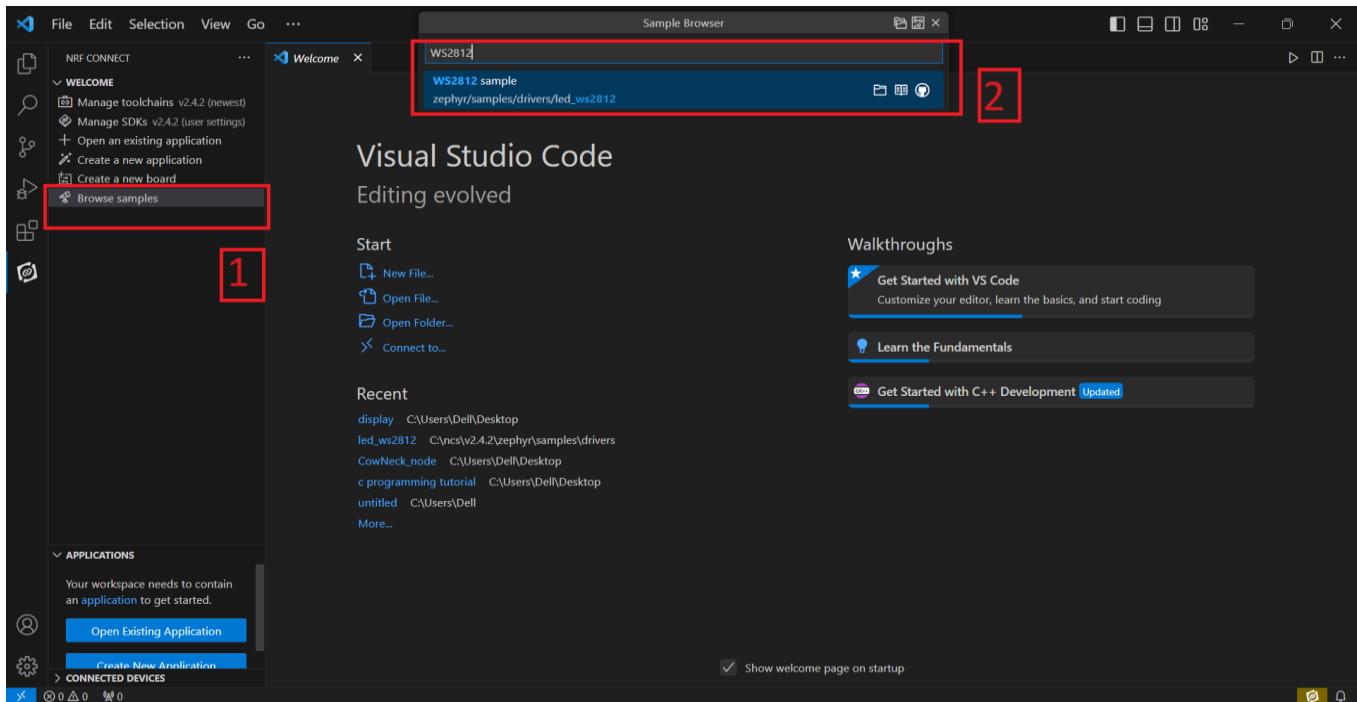 File Edit Selection View Go ···
Sample Browser
NRF CONNECT ···
Welcome
WS2812
WS2812 sample
zephyr/samples/drivers/led_ws2812
2
WELCOME
Manage toolchains v2.4.2 (newest)
Manage SDKs v2.4.2 (user settings)
Open an existing application
Create a new application
Create a new board
Browse samples
1
Visual Studio Code
Editing evolved
Start
New File...
Open File...
Open Folder...
Connect to...
Recent
display C:\Users\Dell\Desktop
led_ws2812 C:\ncs\v2.4.2\zephyr\samples\drivers
CowNeck_node C:\Users\Dell\Desktop
c programming tutorial C:\Users\Dell\Desktop
untitled C:\Users\Dell
More...
Walkthroughs
Get Started with VS Code
Customize your editor, learn the basics, and start coding
Learn the Fundamentals
Get Started with C++ Development Updated
APPLICATIONS
Your workspace needs to contain
an application to get started.
Open Existing Application
Create New Application
CONNECTED DEVICES
Show welcome page on startup
0 0 0